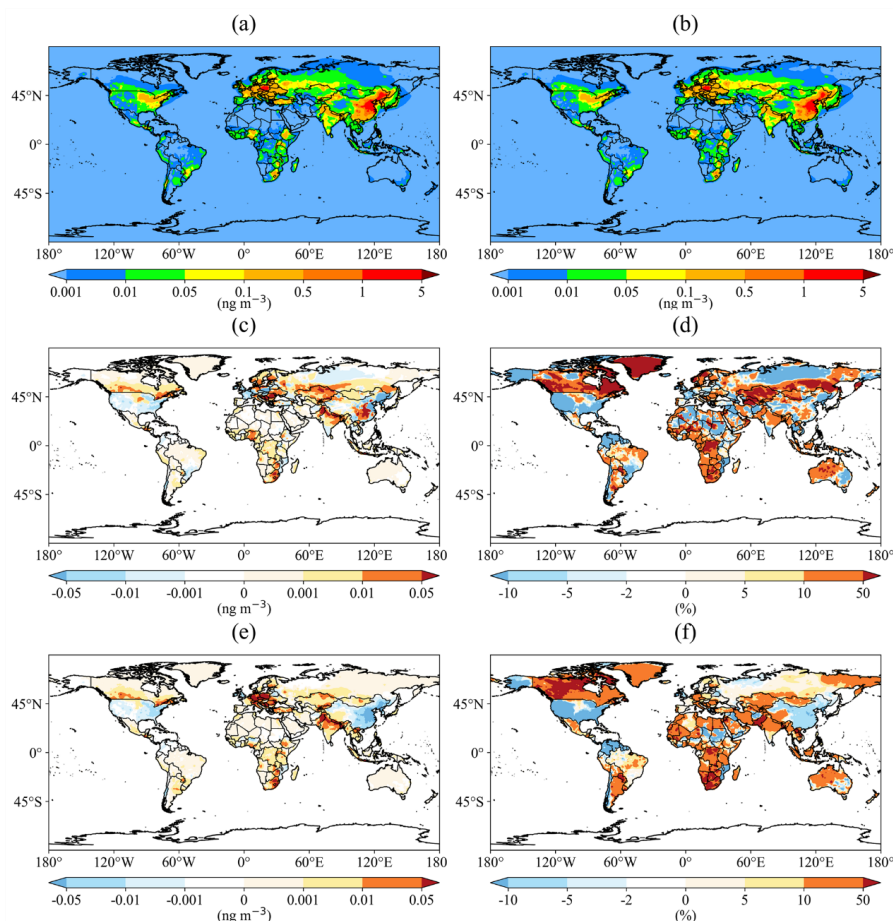 (a) (b)
45°N 45°N
0° 0°
45°S 45°S
180° 120°W 60°W 0° 60°E 120°E 180° 180° 120°W 60°W 0° 60°E 120°E 180°
0.001 0.01 0.05 0.1 0.5 1 5 0.001 0.01 0.05 0.1 0.5 1 5
(ng m⁻³) (ng m⁻³)
(c) (d)
45°N 45°N
0° 0°
45°S 45°S
180° 120°W 60°W 0° 60°E 120°E 180° 180° 120°W 60°W 0° 60°E 120°E 180°
-0.05 -0.01 -0.001 0 0.001 0.01 0.05 -10 -5 -2 0 5 10 50
(ng m⁻³) (%)
(e) (f)
45°N 45°N
0° 0°
45°S 45°S
180° 120°W 60°W 0° 60°E 120°E 180° 180° 120°W 60°W 0° 60°E 120°E 180°
-0.05 -0.01 -0.001 0 0.001 0.01 0.05 -10 -5 -2 0 5 10 50
(ng m⁻³) (%)